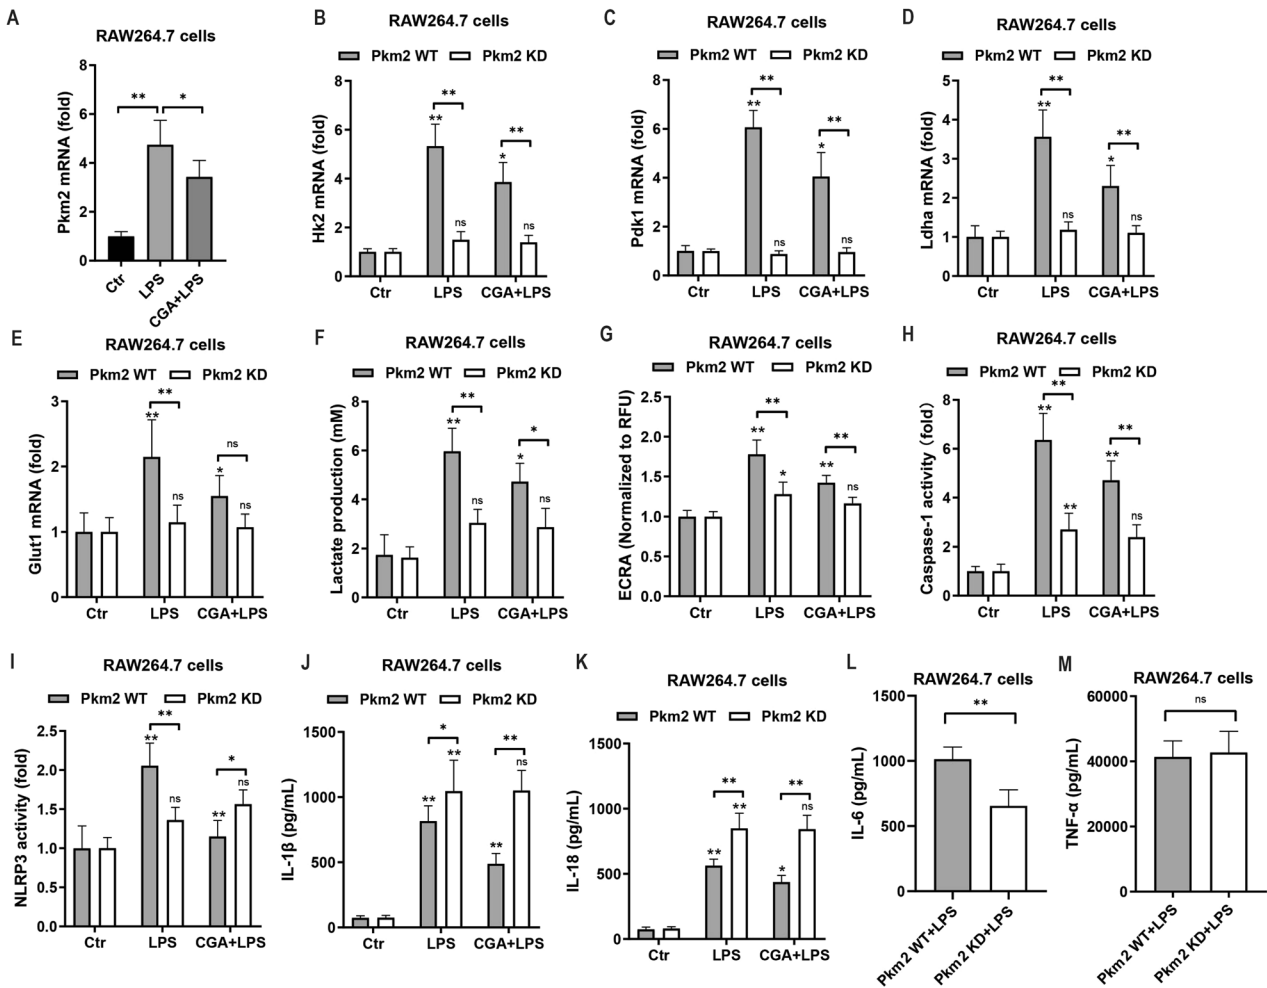 A
RAW264.7 cells
Pkm2 mRNA (fold)
8
6
4
2
0
** *
Ctr
LPS
CGA+LPS
B
RAW264.7 cells
Pkm2 WT Pkm2 KD
Hk2 mRNA (fold)
8
6
4
2
0
**
** **
* ns ns
Ctr LPS CGA+LPS
C
RAW264.7 cells
Pkm2 WT Pkm2 KD
Pdk1 mRNA (fold)
8
6
4
2
0
**
** **
* ns ns
Ctr LPS CGA+LPS
D
RAW264.7 cells
Pkm2 WT Pkm2 KD
Ldha mRNA (fold)
5
4
3
2
1
0
**
** **
* ns ns
Ctr LPS CGA+LPS
E
RAW264.7 cells
Pkm2 WT Pkm2 KD
Glut1 mRNA (fold)
3
2
1
0
**
** ns
* ns ns
Ctr LPS CGA+LPS
F
RAW264.7 cells
Pkm2 WT Pkm2 KD
Lactate production (mM)
8
6
4
2
0
**
** *
* ns ns
Ctr LPS CGA+LPS
G
RAW264.7 cells
Pkm2 WT Pkm2 KD
ECRA (Normalized to RFU)
2.5
2.0
1.5
1.0
0.5
0.0
**
** **
* ** ns
Ctr LPS CGA+LPS
H
RAW264.7 cells
Pkm2 WT Pkm2 KD
Caspase-1 activity（fold）
8
6
4
2
0
**
** **
** ** ns
Ctr LPS CGA+LPS
I
RAW264.7 cells
Pkm2 WT Pkm2 KD
NLRP3 activity (fold)
2.5
2.0
1.5
1.0
0.5
0.0
**
** *
ns ** ns
Ctr LPS CGA+LPS
J
RAW264.7 cells
Pkm2 WT Pkm2 KD
IL-1β (pg/mL)
1500
1000
500
0
* **
** ** ** ns
Ctr LPS CGA+LPS
K
RAW264.7 cells
Pkm2 WT Pkm2 KD
IL-18 (pg/mL)
1500
1000
500
0
** **
** ** * ns
Ctr LPS CGA+LPS
L
RAW264.7 cells
IL-6 (pg/mL)
1500
1000
500
0
**
Pkm2 WT+LPS
Pkm2 KD+LPS
M
RAW264.7 cells
TNF-α (pg/mL)
60000
40000
20000
0
ns
Pkm2 WT+LPS
Pkm2 KD+LPS